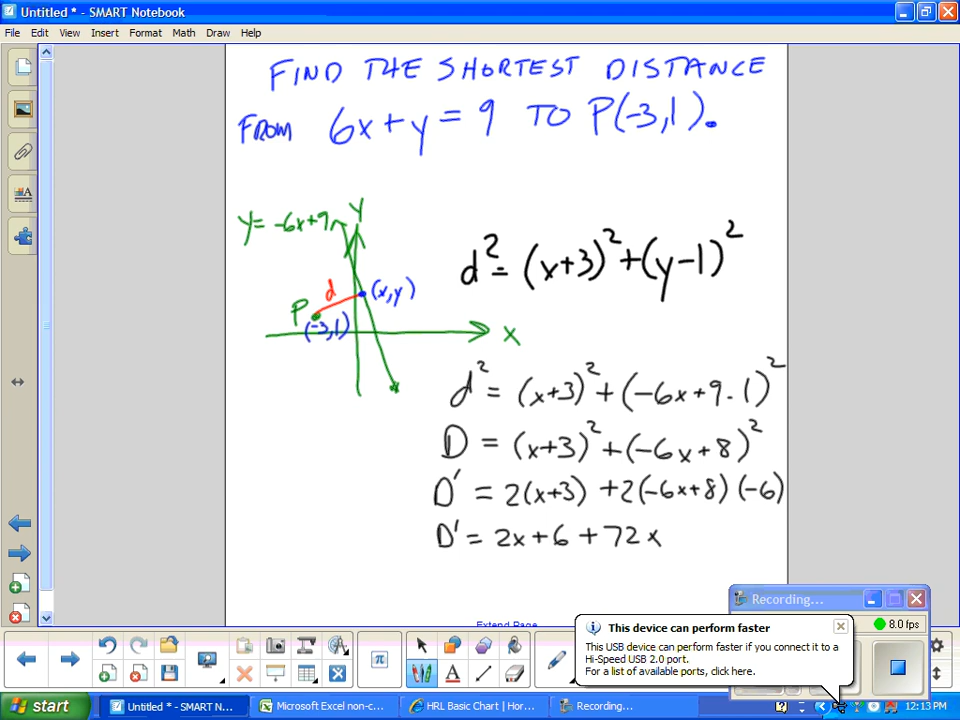 Untitled * - SMART Notebook
File Edit View Insert Format Math Draw Help
FIND THE SHORTEST DISTANCE
FROM 6x+y=9 TO P(-3,1).
y=-6x+9
Y
d²=(x+3)²+(y-1)²
d
(x,y)
P
(-3,1)
X
d²=(x+3)²+(-6x+9-1)²
D=(x+3)²+(-6x+8)²
D'=2(x+3)+2(-6x+8)(-6)
D'=2x+6+72x
Extend Page
Recording...
8.0 fps
This device can perform faster
This USB device can perform faster if you connect it to a
Hi-Speed USB 2.0 port.
For a list of available ports, click here.
π
A
start
Untitled * - SMART N...
Microsoft Excel non-c...
HRL Basic Chart | Hor...
Recording...
12:13 PM